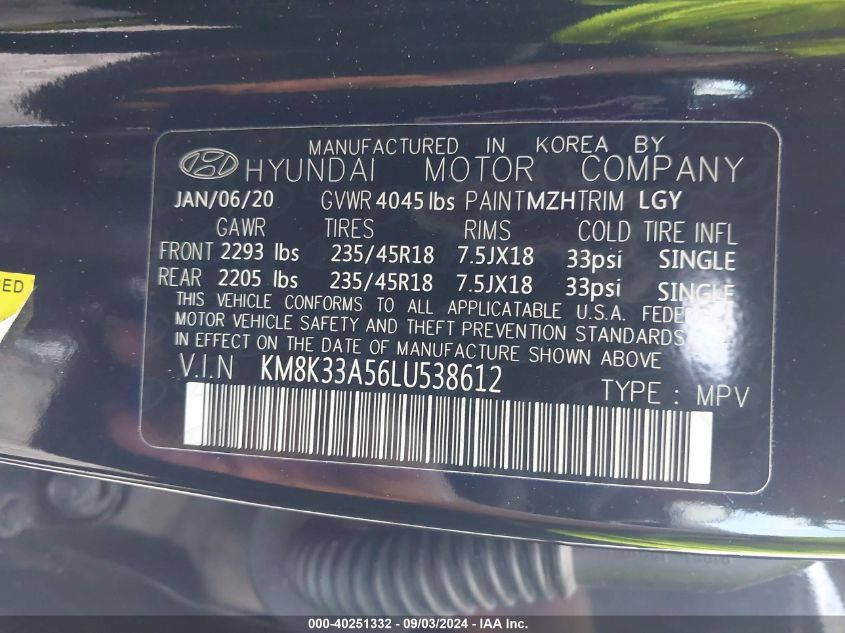 MANUFACTURED IN KOREA BY
HYUNDAI MOTOR COMPANY
JAN/06/20 GVWR 4045 lbs PAINT MZH TRIM LGY
GAWR TIRES RIMS COLD TIRE INFL
FRONT 2293 lbs 235/45R18 7.5JX18 33psi SINGLE
REAR 2205 lbs 235/45R18 7.5JX18 33psi SINGLE
THIS VEHICLE CONFORMS TO ALL APPLICATABLE U.S.A.
MOTOR VEHICLE SAFETY AND THEFT PREVENTION STANDARDS
IN EFFECT ON THE DATE OF MANUFACTURE SHOWN ABOVE
V.I.N KM8K33A56LU538612 TYPE : MPV
000-40251332 - 09/03/2024 - IAA Inc.